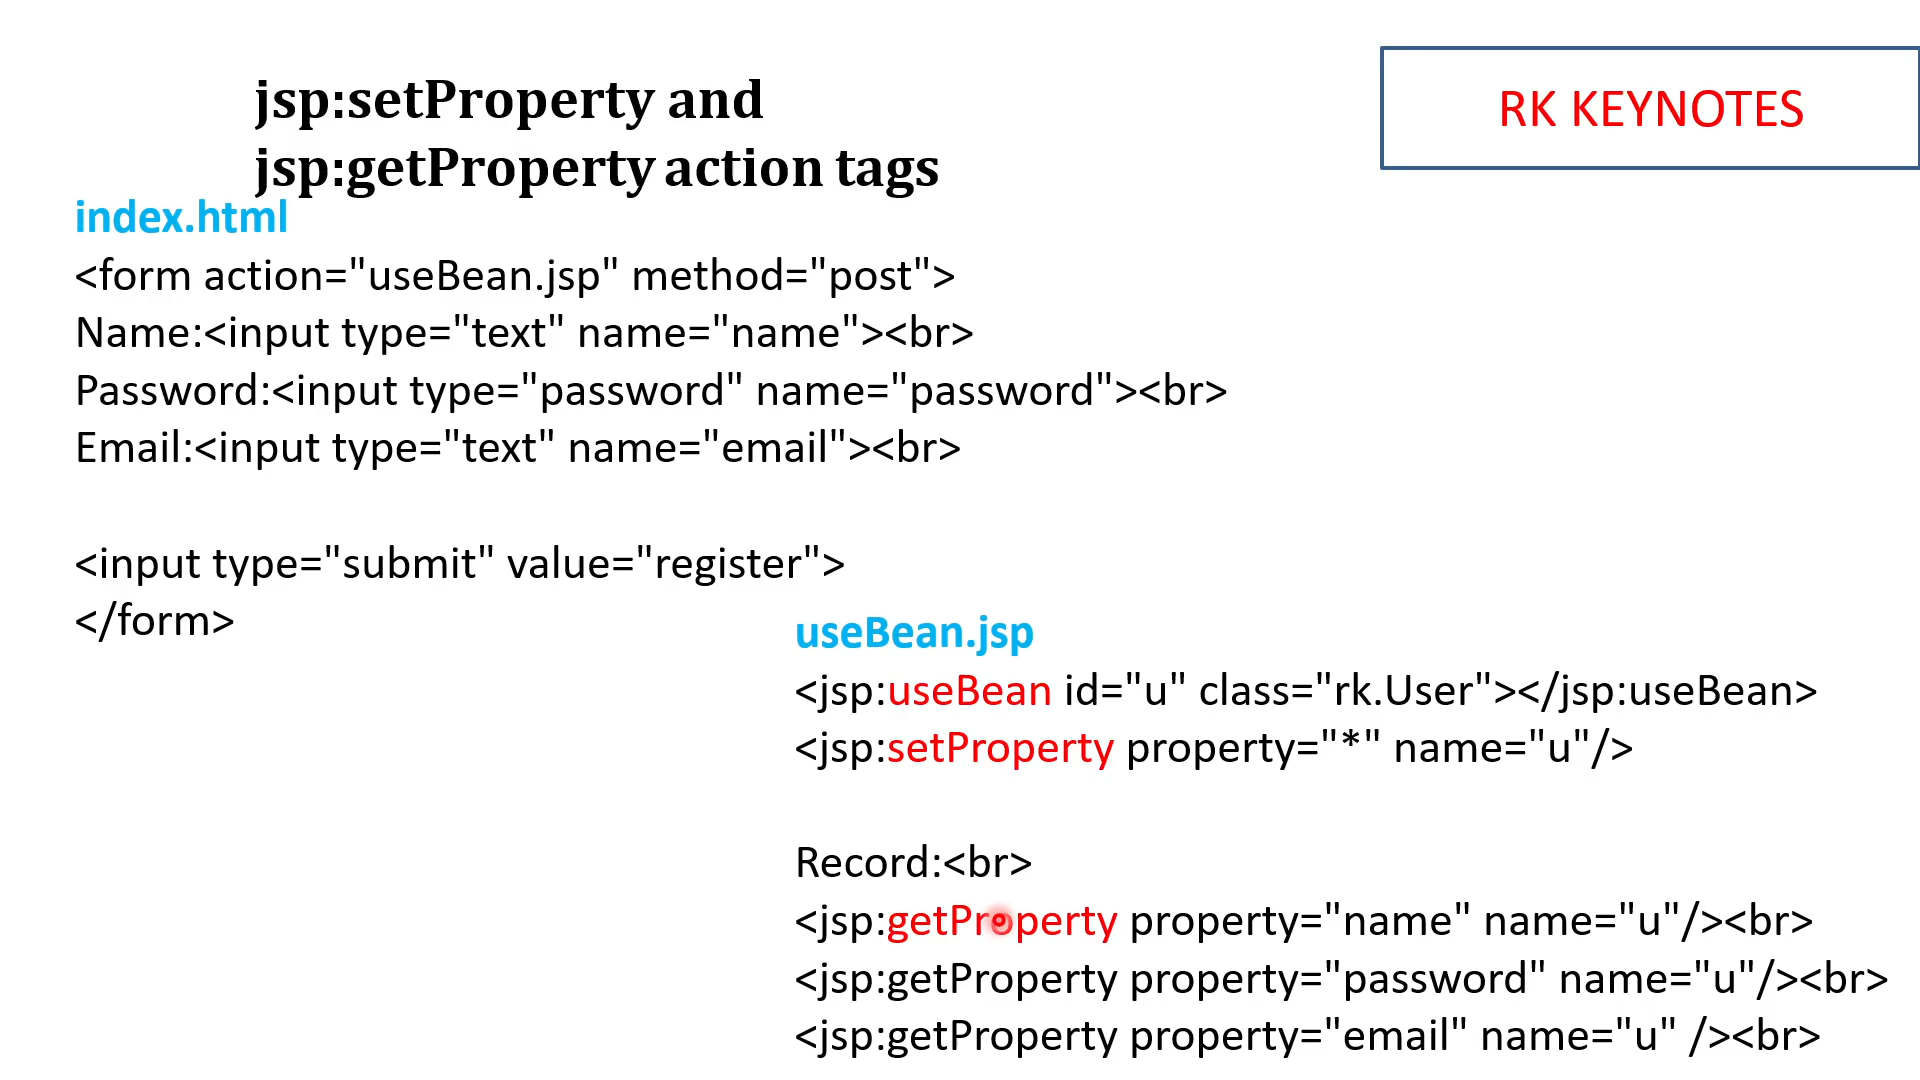 jsp:setProperty and
jsp:getProperty action tags
RK KEYNOTES
index.html
<form action="useBean.jsp" method="post">
Name:<input type="text" name="name"><br>
Password:<input type="password" name="password"><br>
Email:<input type="text" name="email"><br>
<input type="submit" value="register">
</form>
useBean.jsp
<jsp:useBean id="u" class="rk.User"></jsp:useBean>
<jsp:setProperty property="*" name="u"/>
Record:<br>
<jsp:getProperty property="name" name="u"/><br>
<jsp:getProperty property="password" name="u"/><br>
<jsp:getProperty property="email" name="u" /><br>